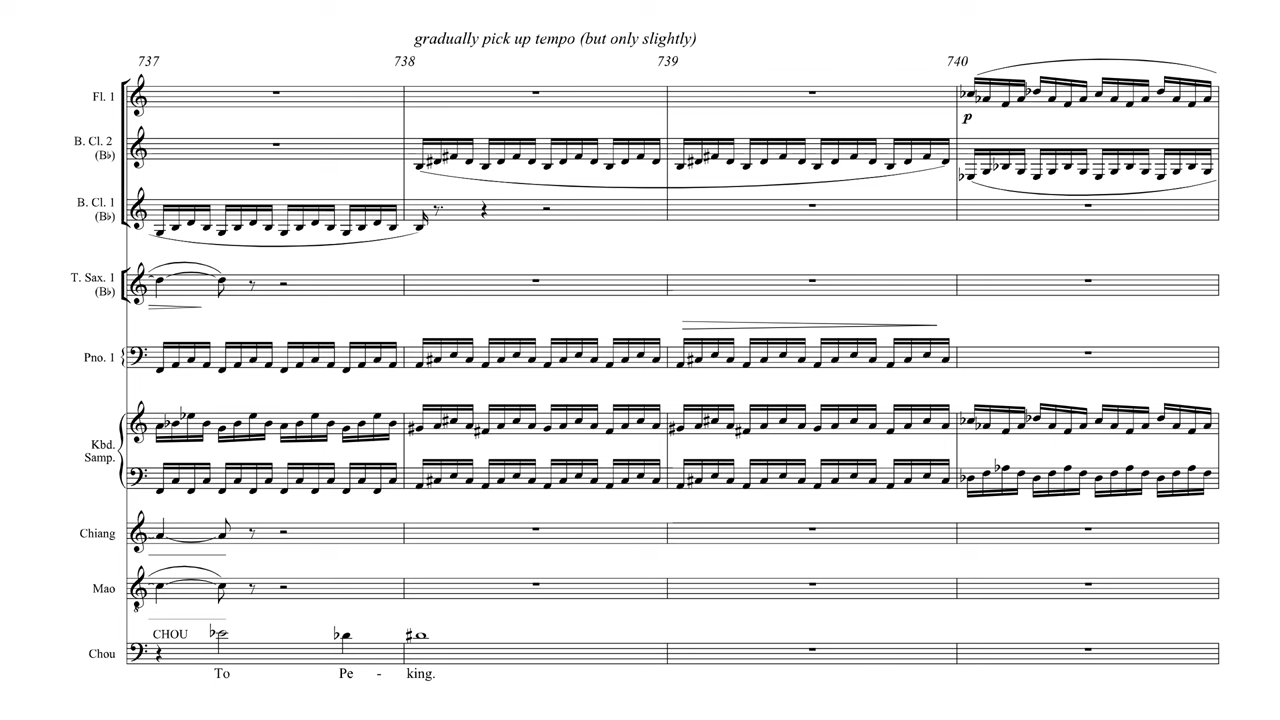 gradually pick up tempo (but only slightly)
737 738 739 740
Fl. 1
p
B. Cl. 2
(B♭)
B. Cl. 1
(B♭)
T. Sax. 1
(B♭)
Pno. 1
Kbd.
Samp.
Chiang
Mao
8
CHOU
Chou
To Pe - king.